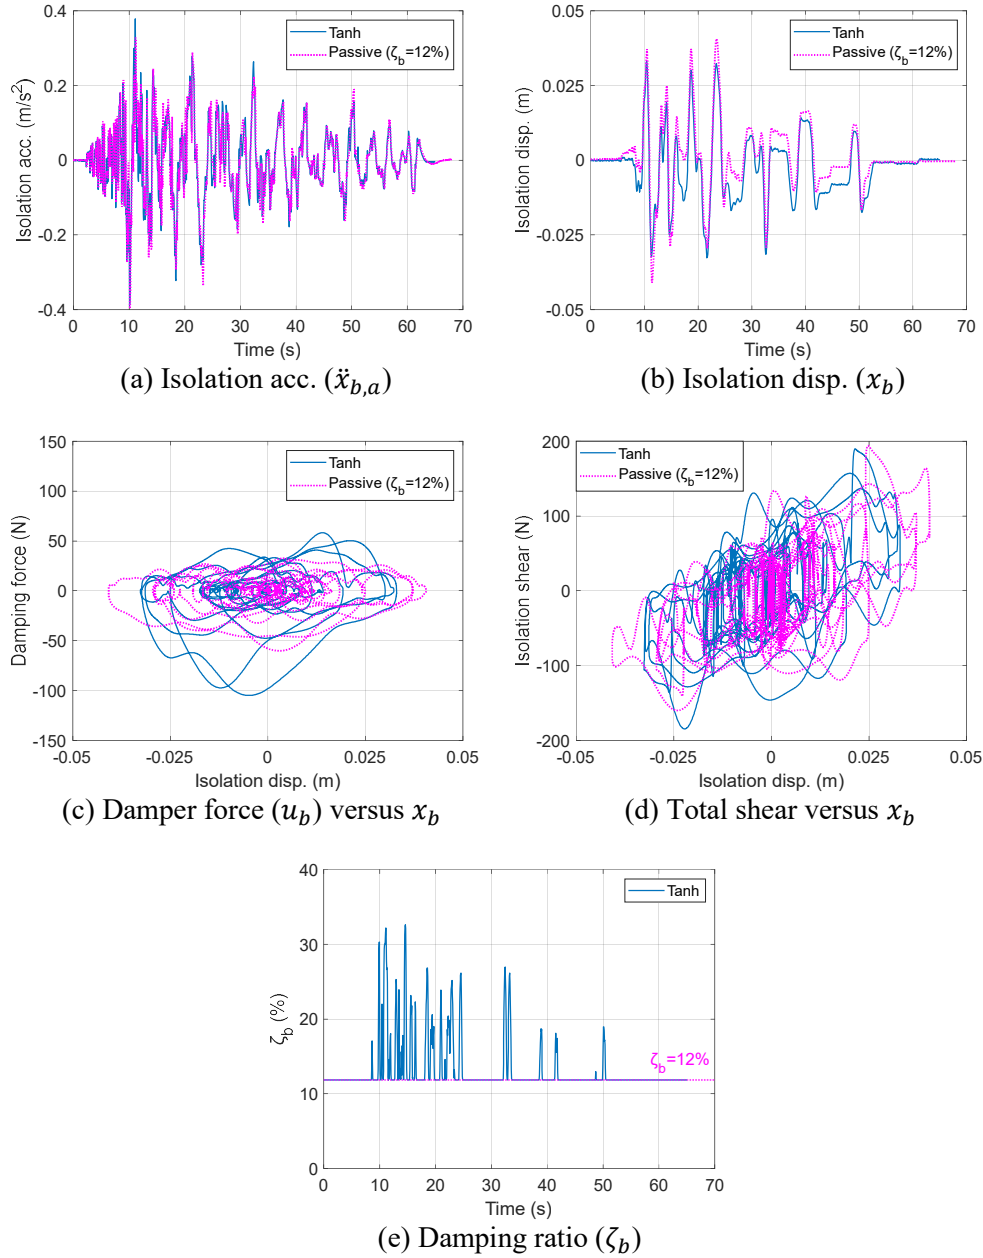 0.4
0.2
0
-0.2
-0.4
Isolation acc. (m/s²)
Tanh
Passive (ζb=12%)
0 10 20 30 40 50 60 70
Time (s)
(a) Isolation acc. (ẍb,a)
0.05
0.025
0
-0.025
-0.05
Isolation disp. (m)
Tanh
Passive (ζb=12%)
0 10 20 30 40 50 60 70
Time (s)
(b) Isolation disp. (xb)
150
100
50
0
-50
-100
-150
Damping force (N)
Tanh
Passive (ζb=12%)
-0.05 -0.025 0 0.025 0.05
Isolation disp. (m)
(c) Damper force (ub) versus xb
200
100
0
-100
-200
Isolation shear (N)
Tanh
Passive (ζb=12%)
-0.05 -0.025 0 0.025 0.05
Isolation disp. (m)
(d) Total shear versus xb
40
30
20
10
0
ζb (%)
Tanh
ζb=12%
0 10 20 30 40 50 60 70
Time (s)
(e) Damping ratio (ζb)